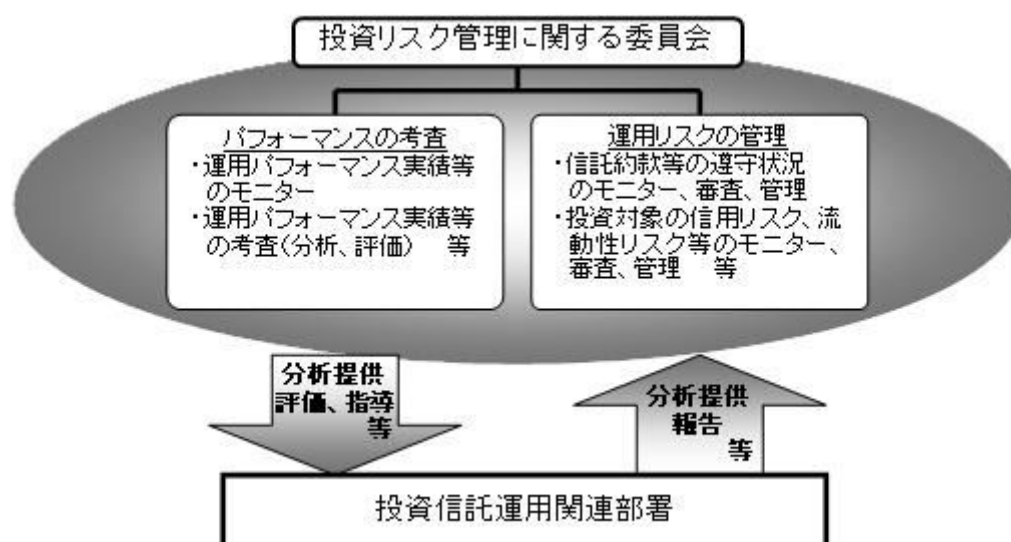 投資リスク管理に関する委員会
パフォーマンスの考査
・運用パフォーマンス実績等
のモニター
・運用パフォーマンス実績等
の考査(分析、評価) 等
運用リスクの管理
・信託約款等の遵守状況
のモニター、審査、管理
・投資対象の信用リスク、流
動性リスク等のモニター、
審査、管理 等
分析提供
評価、指導
等
分析提供
報告
等
投資信託運用関連部署